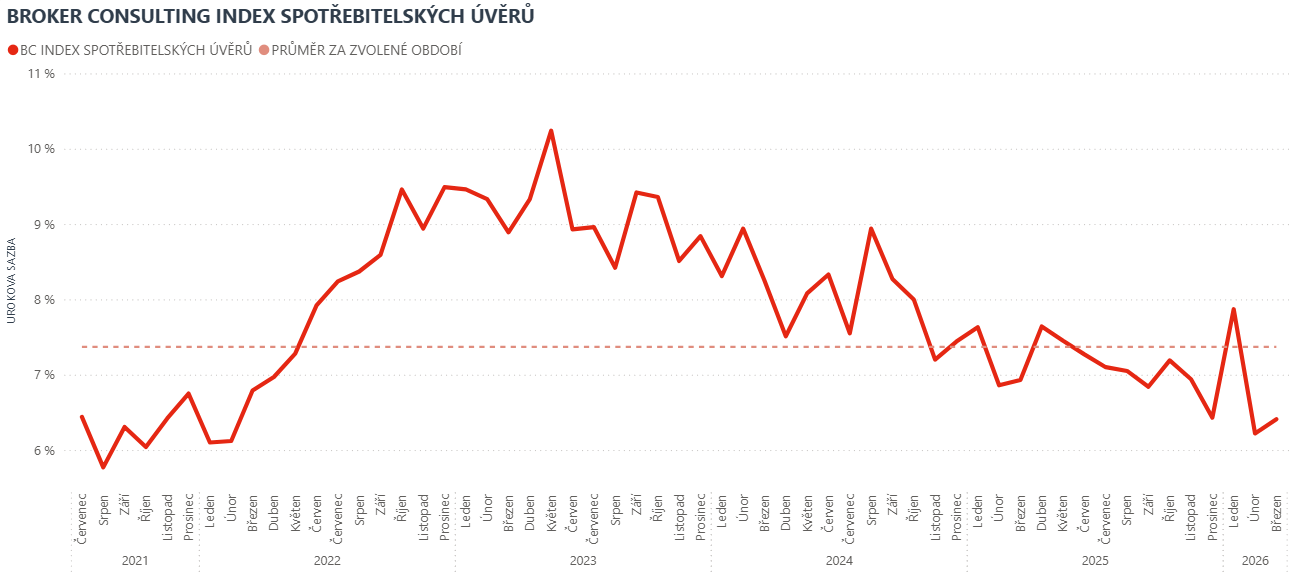 BROKER CONSULTING INDEX SPOTŘEBITELSKÝCH ÚVĚRŮ
BC INDEX SPOTŘEBITELSKÝCH ÚVĚRŮ PRŮMĚR ZA ZVOLENÉ OBDOBÍ
11 %
10 %
9 %
8 %
7 %
6 %
UROKOVA SAZBA
Červenec Srpen Září Říjen Listopad Prosinec Leden Únor Březen Duben Květen Červen Červenec Srpen Září Říjen Listopad Prosinec Leden Únor Březen Duben Květen Červen Červenec Srpen Září Říjen Listopad Prosinec Leden Únor Březen Duben Květen Červen Červenec Srpen Září Říjen Listopad Prosinec Leden Únor Březen Duben Květen Červen Červenec Srpen Září Říjen Listopad Prosinec Leden Únor Březen
2021 2022 2023 2024 2025 2026